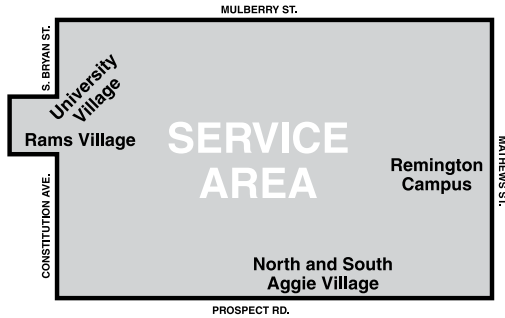 MULBERRY ST.
S. BRYAN ST.
University
Village
Rams Village
SERVICE
AREA
Remington
Campus
MATHEWS ST.
CONSTITUTION AVE.
North and South
Aggie Village
PROSPECT RD.